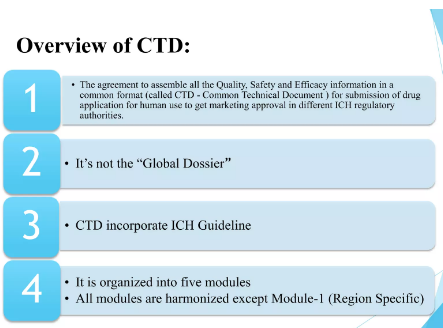 Overview of CTD:
1
• The agreement to assemble all the Quality, Safety and Efficacy information in a
common format (called CTD - Common Technical Document ) for submission of drug
application for human use to get marketing approval in different ICH regulatory
authorities.
2
• It's not the “Global Dossier”
3
• CTD incorporate ICH Guideline
4
• It is organized into five modules
• All modules are harmonized except Module-1 (Region Specific)